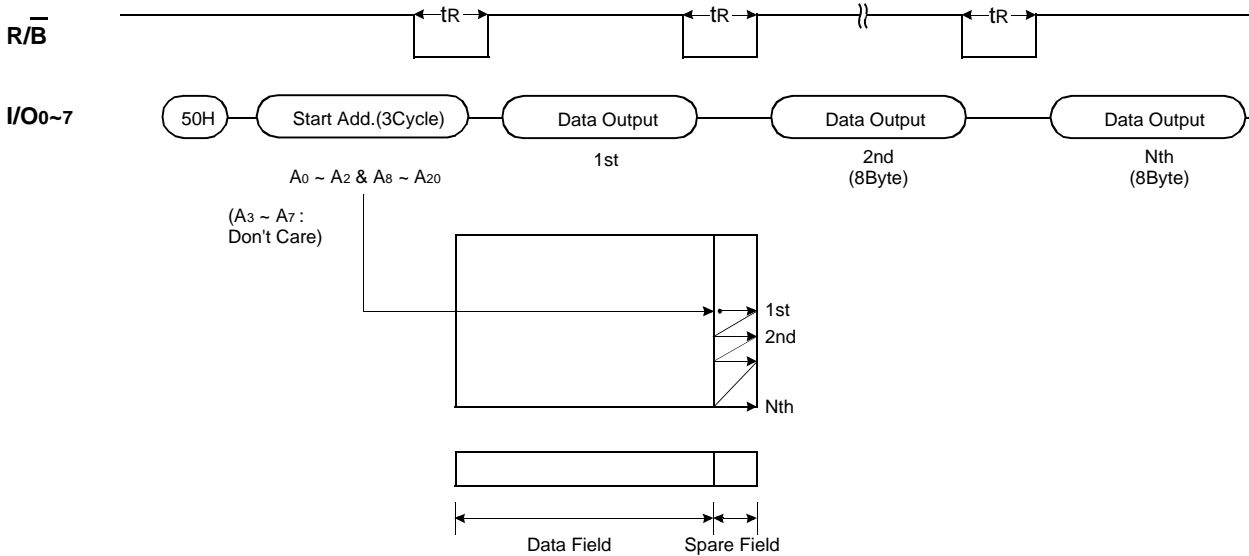 R/B tR tR tR
I/O0~7 50H Start Add.(3Cycle) Data Output Data Output Data Output
1st 2nd Nth
(8Byte) (8Byte)
A0 ~ A2 & A8 ~ A20
(A3 ~ A7 :
Don't Care)
1st
2nd
Nth
Data Field Spare Field